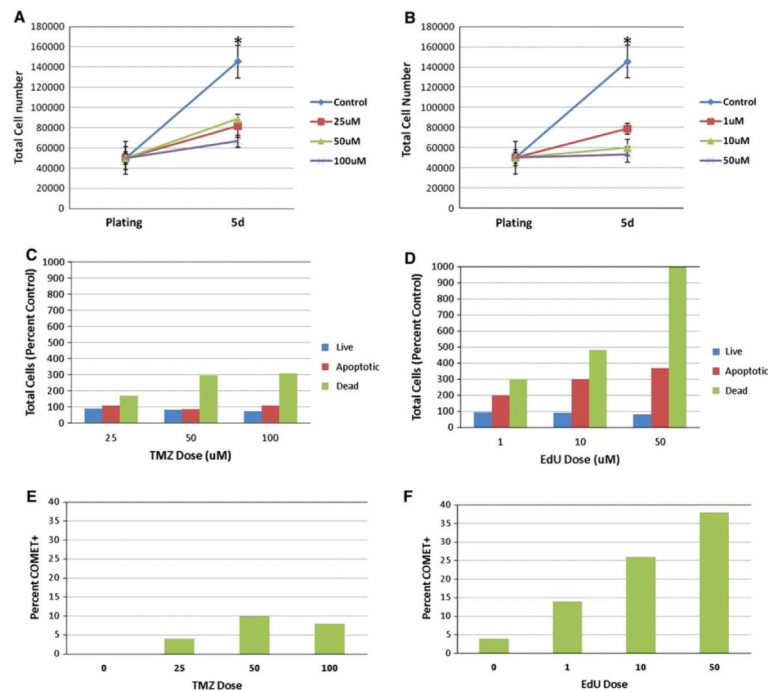 A
180000
160000
140000
120000
100000
80000
60000
40000
20000
0
Total Cell number
*
Plating
5d
Control
25uM
50uM
100uM
B
180000
160000
140000
120000
100000
80000
60000
40000
20000
0
Total Cell Number
*
Plating
5d
Control
1uM
10uM
50uM
C
1000
900
800
700
600
500
400
300
200
100
0
Total Cells (Percent Control)
25
50
100
TMZ Dose (uM)
Live
Apoptotic
Dead
D
1000
900
800
700
600
500
400
300
200
100
0
Total Cells (Percent Control)
1
10
50
EdU Dose (uM)
Live
Apoptotic
Dead
E
40
35
30
25
20
15
10
5
0
Percent COMET+
0
25
50
100
TMZ Dose
F
40
35
30
25
20
15
10
5
0
Percent COMET+
0
1
10
50
EdU Dose